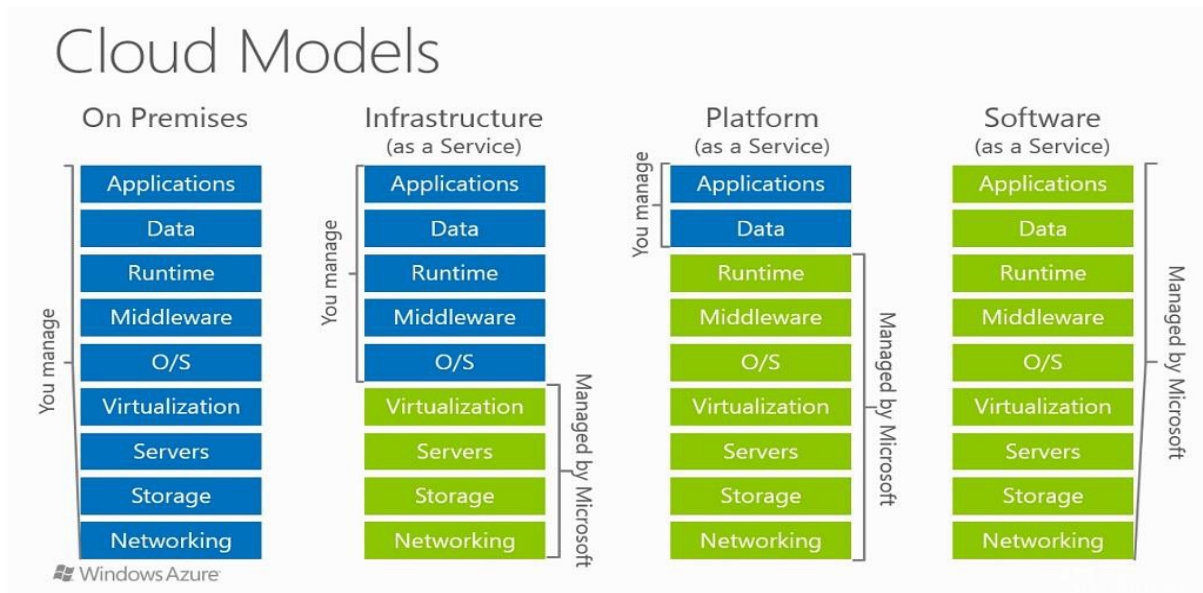 Cloud Models
On Premises
You manage
Applications
Data
Runtime
Middleware
O/S
Virtualization
Servers
Storage
Networking
Infrastructure
(as a Service)
You manage
Applications
Data
Runtime
Middleware
O/S
Virtualization
Servers
Storage
Networking
Managed by Microsoft
Platform
(as a Service)
You manage
Applications
Data
Runtime
Middleware
O/S
Virtualization
Servers
Storage
Networking
Managed by Microsoft
Software
(as a Service)
Applications
Data
Runtime
Middleware
O/S
Virtualization
Servers
Storage
Networking
Managed by Microsoft
Windows Azure